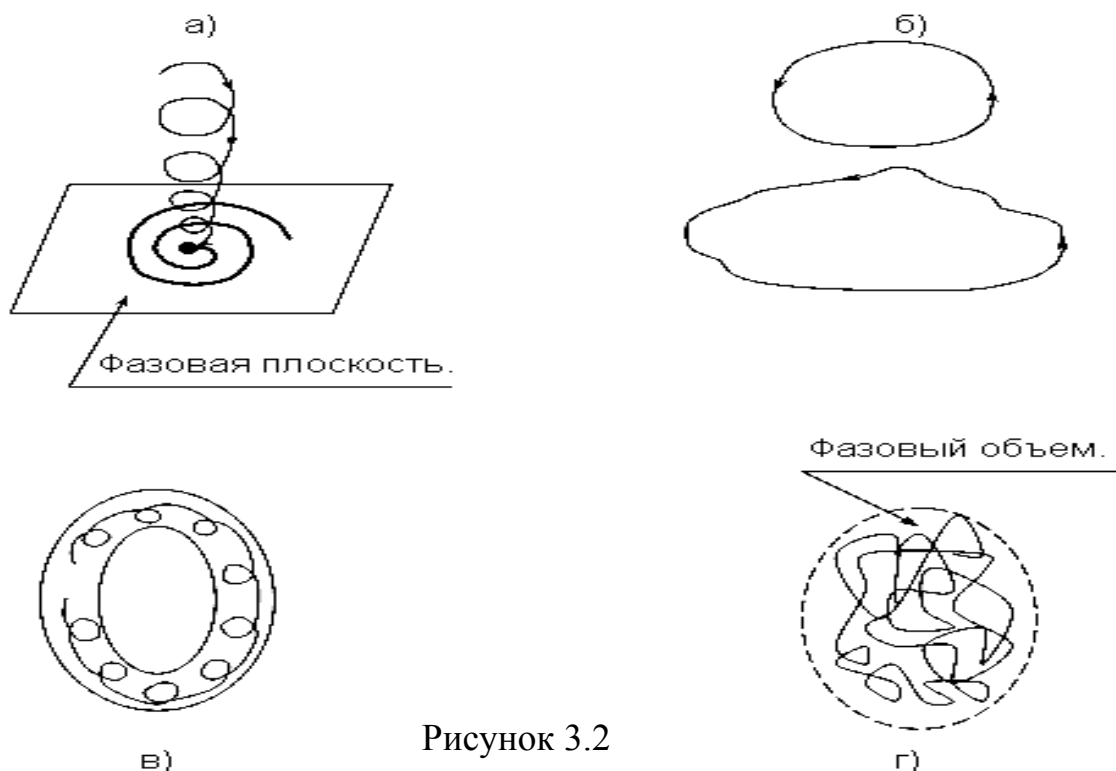 а)
б)
Фазовая плоскость.
Фазовый объем.
Рисунок 3.2
в)
г)